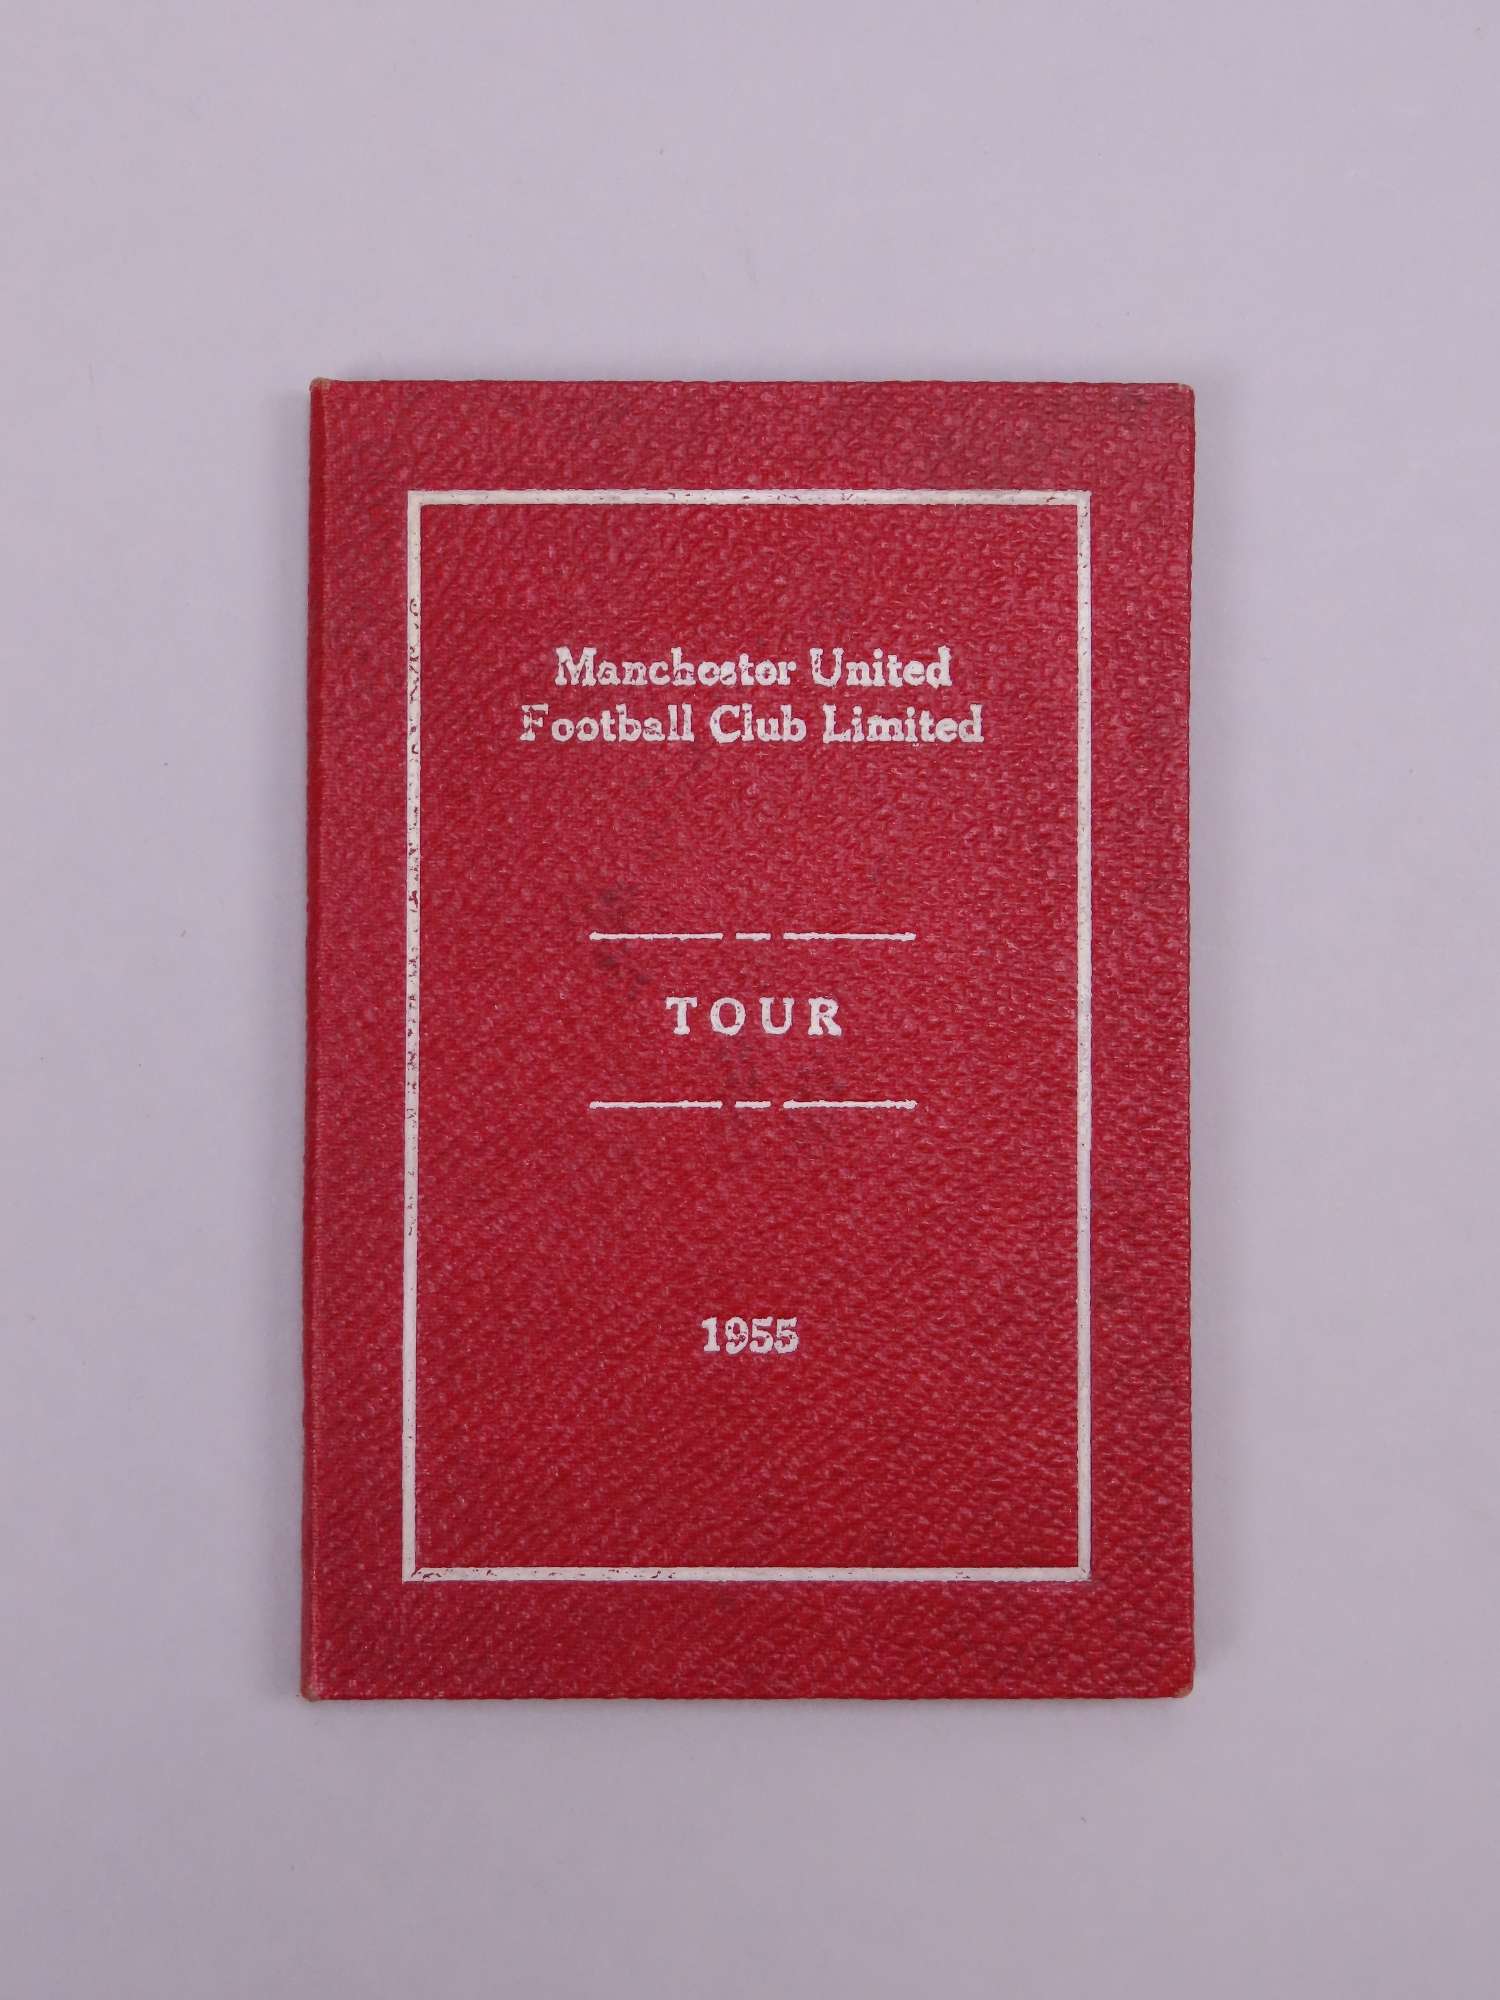 Manchester United
Football Club Limited
TOUR
1955